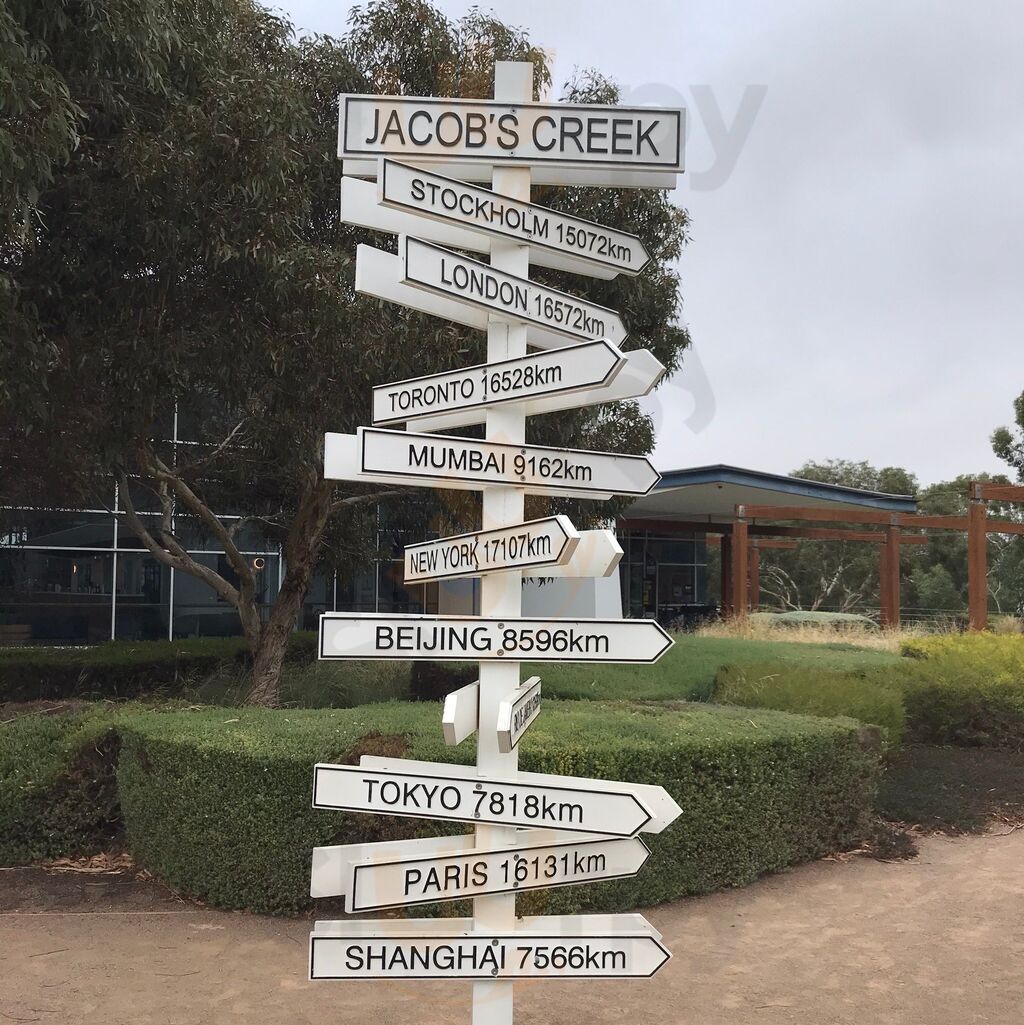 JACOB'S CREEK
STOCKHOLM 15072km
LONDON 16572km
TORONTO 16528km
MUMBAI 9162km
NEW YORK 17107km
BEIJING 8596km
TOKYO 7818km
PARIS 16131km
SHANGHAI 7566km